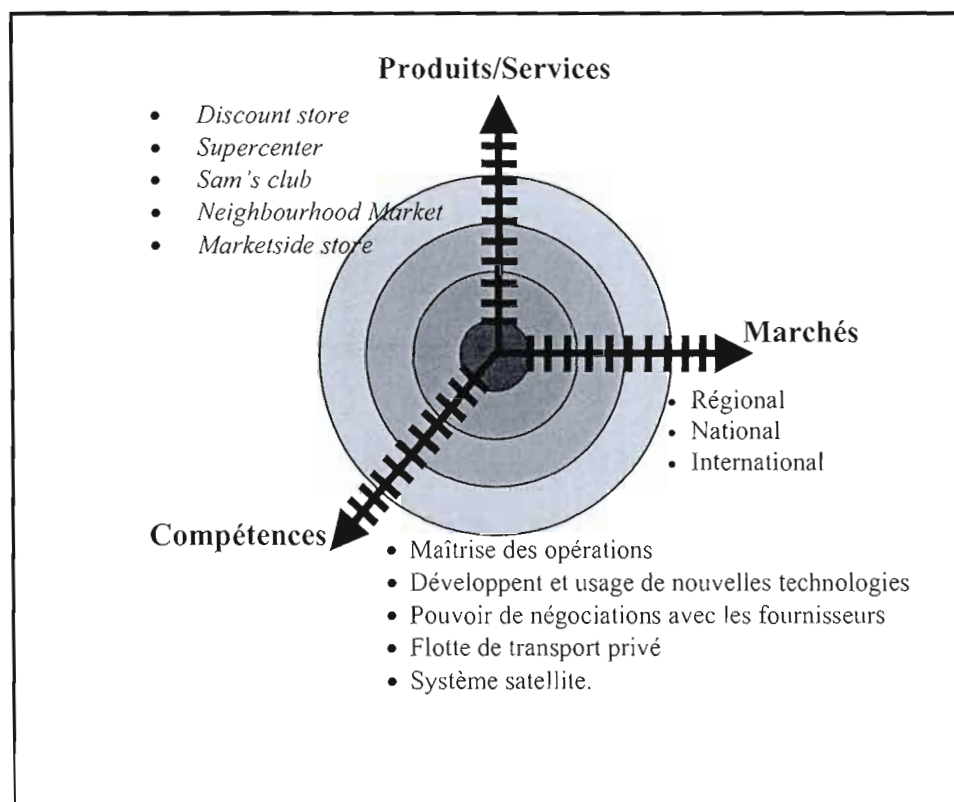 Produits/Services
• Discount store
• Supercenter
• Sam's club
• Neighbourhood Market
• Marketside store
Marchés
• Régional
• National
• International
Compétences
• Maîtrise des opérations
• Développent et usage de nouvelles technologies
• Pouvoir de négociations avec les fournisseurs
• Flotte de transport privé
• Système satellite.